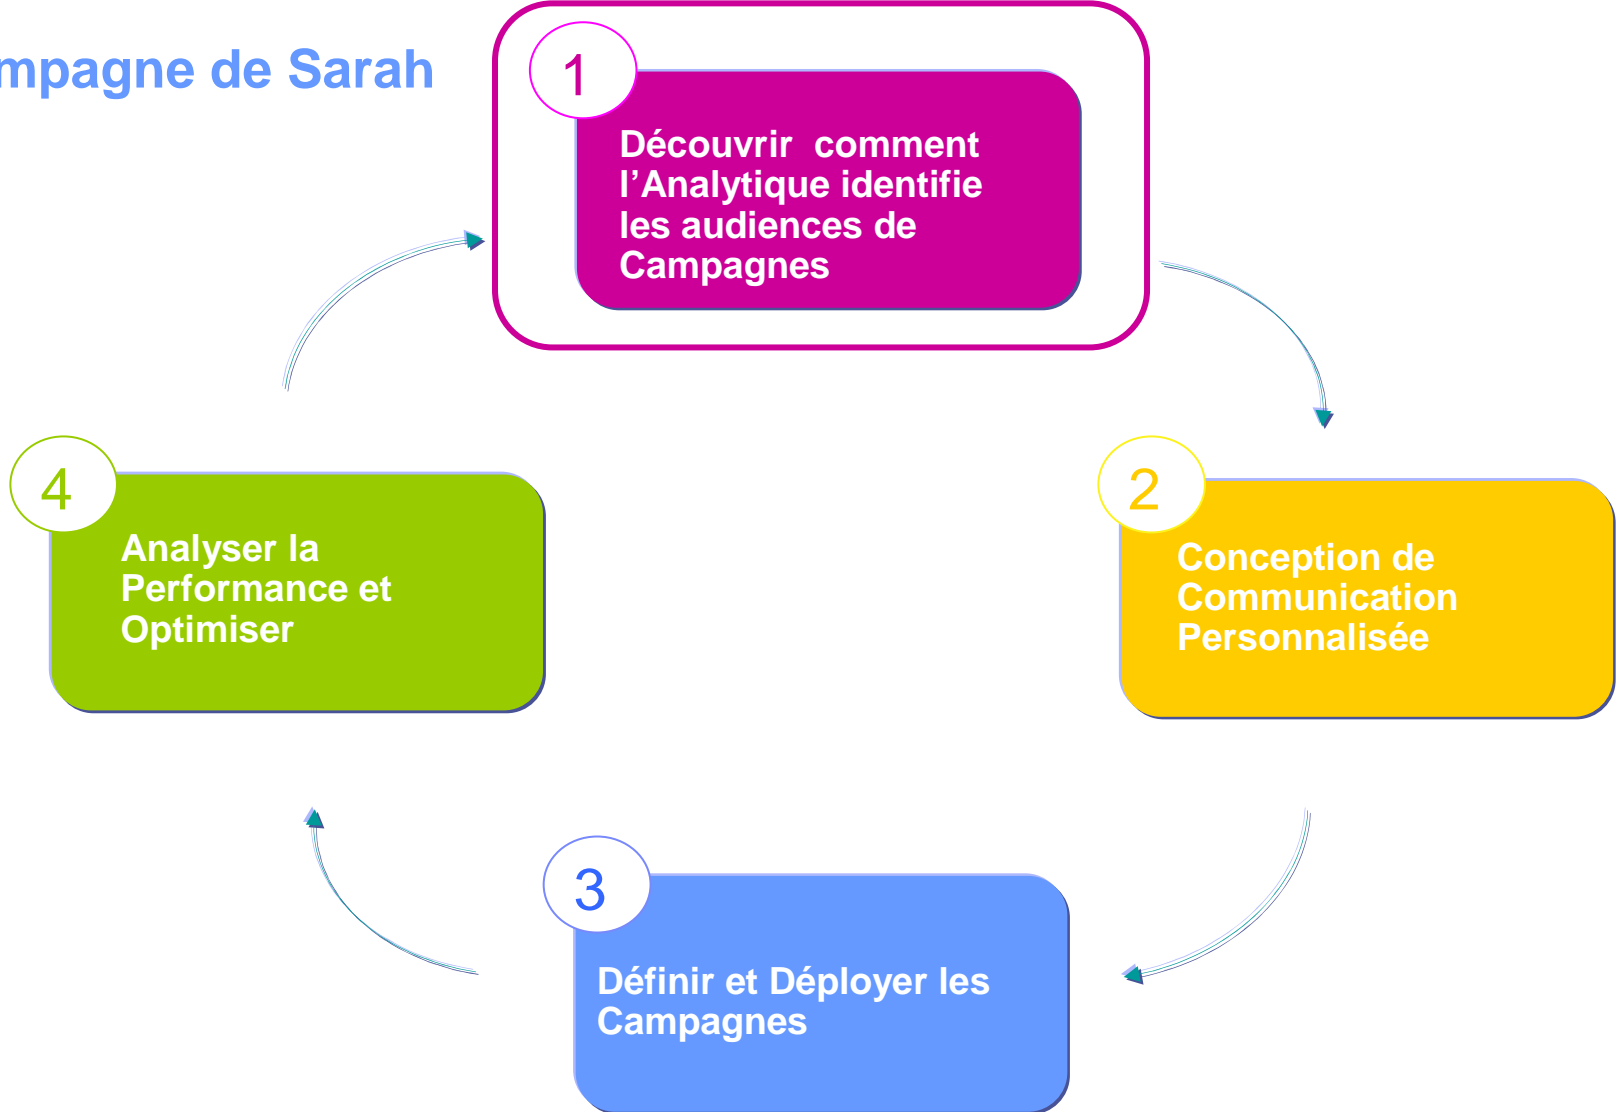 mpagne de Sarah
1
Découvrir comment
l’Analytique identifie
les audiences de
Campagnes
2
Conception de
Communication
Personnalisée
3
Définir et Déployer les
Campagnes
4
Analyser la
Performance et
Optimiser